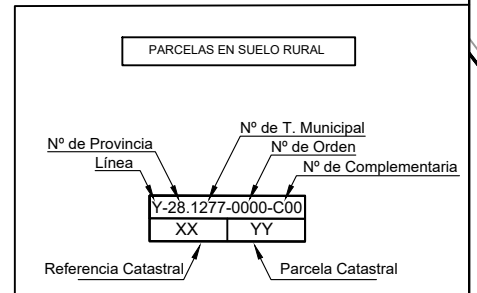 PARCELAS EN SUELO RURAL
Nº de T. Municipal
Nº de Provincia
Nº de Orden
Línea
Nº de Complementaria
Y-28.1277-0000-C00
XX YY
Referencia Catastral Parcela Catastral